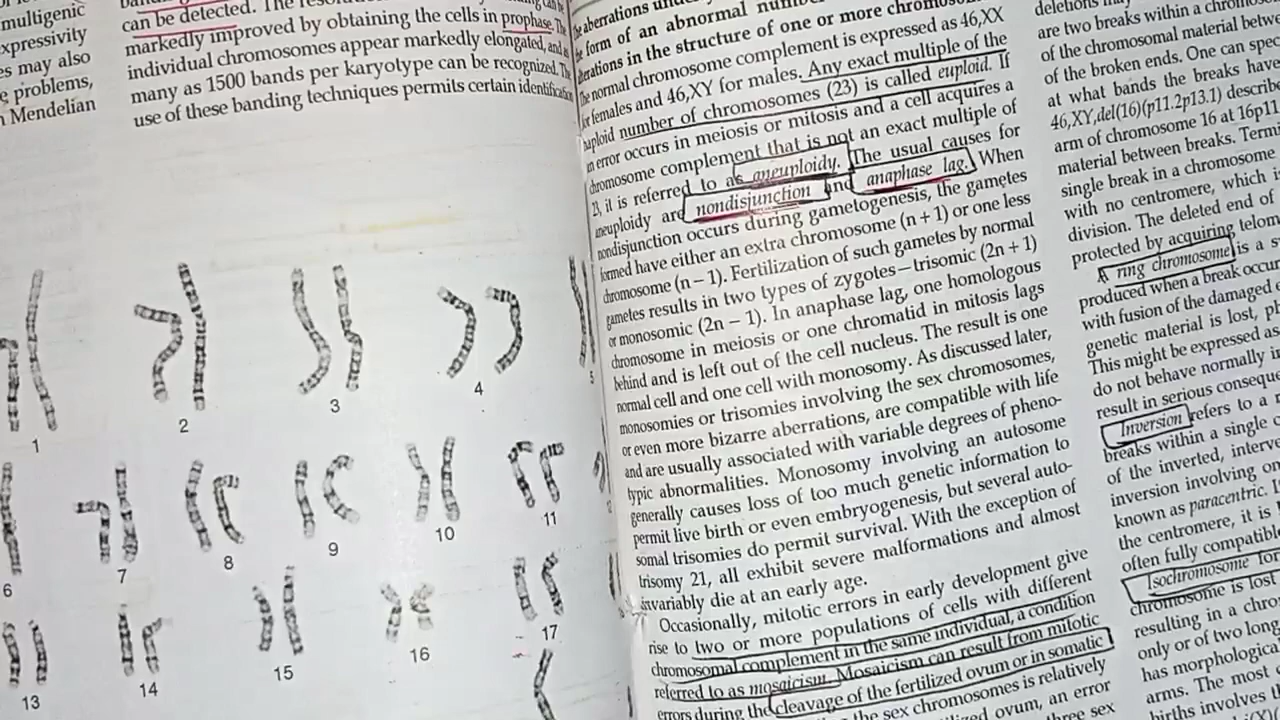 multigenic
expressivity
es may also
e problems,
n Mendelian
can be detected. The
markedly improved by obtaining the cells in prophase. The
individual chromosomes appear markedly elongated, and as
many as 1500 bands per karyotype can be recognized. The
use of these banding techniques permits certain identification
1
2
3
4
5
6
7
8
9
10
11
13
14
15
16
17
aberrations
form of an abnormal
alterations in the structure of one or more
The normal chromosome complement is expressed as 46,XX
for females and 46,XY for males. Any exact multiple of the
haploid number of chromosomes (23) is called euploid. If
an error occurs in meiosis or mitosis and a cell acquires a
chromosome complement that is not an exact multiple of
23, it is referred to as aneuploidy. The usual causes for
aneuploidy are nondisjunction and anaphase lag. When
nondisjunction occurs during gametogenesis, the gametes
formed have either an extra chromosome (n + 1) or one less
chromosome (n − 1). Fertilization of such gametes by normal
gametes results in two types of zygotes—trisomic (2n + 1)
or monosomic (2n − 1). In anaphase lag, one homologous
chromosome in meiosis or one chromatid in mitosis lags
behind and is left out of the cell nucleus. The result is one
normal cell and one cell with monosomy. As discussed later,
monosomies or trisomies involving the sex chromosomes,
or even more bizarre aberrations, are compatible with life
and are usually associated with variable degrees of pheno-
typic abnormalities. Monosomy involving an autosome
generally causes loss of too much genetic information to
permit live birth or even embryogenesis, but several auto-
somal trisomies do permit survival. With the exception of
trisomy 21, all exhibit severe malformations and almost
invariably die at an early age.
Occasionally, mitotic errors in early development give
rise to two or more populations of cells with different
chromosomal complement in the same individual, a condition
referred to as mosaicism. Mosaicism can result from mitotic
errors during the cleavage of the fertilized ovum or in somatic
the sex chromosomes is relatively
ovum, an error
three sex
deletions
are two breaks within a
of the chromosomal material
of the broken ends. One can
at what bands the breaks have
46,XY,del(16)(p11.2p13.1)
arm of chromosome 16 at 16p11
material between breaks.
single break in a chromosome
with no centromere, which
division. The deleted end of
protected by acquiring
A ring chromosome is a
produced when a break
with fusion of the damaged
genetic material is lost,
This might be expressed as
do not behave normally
result in serious
Inversion refers to a
breaks within a single
of the inverted,
inversion involving
known as paracentric.
the centromere, it is
often fully
Isochromosome
chromosome is lost
resulting in a
only or of two long
has morphological
arms. The most
births involves